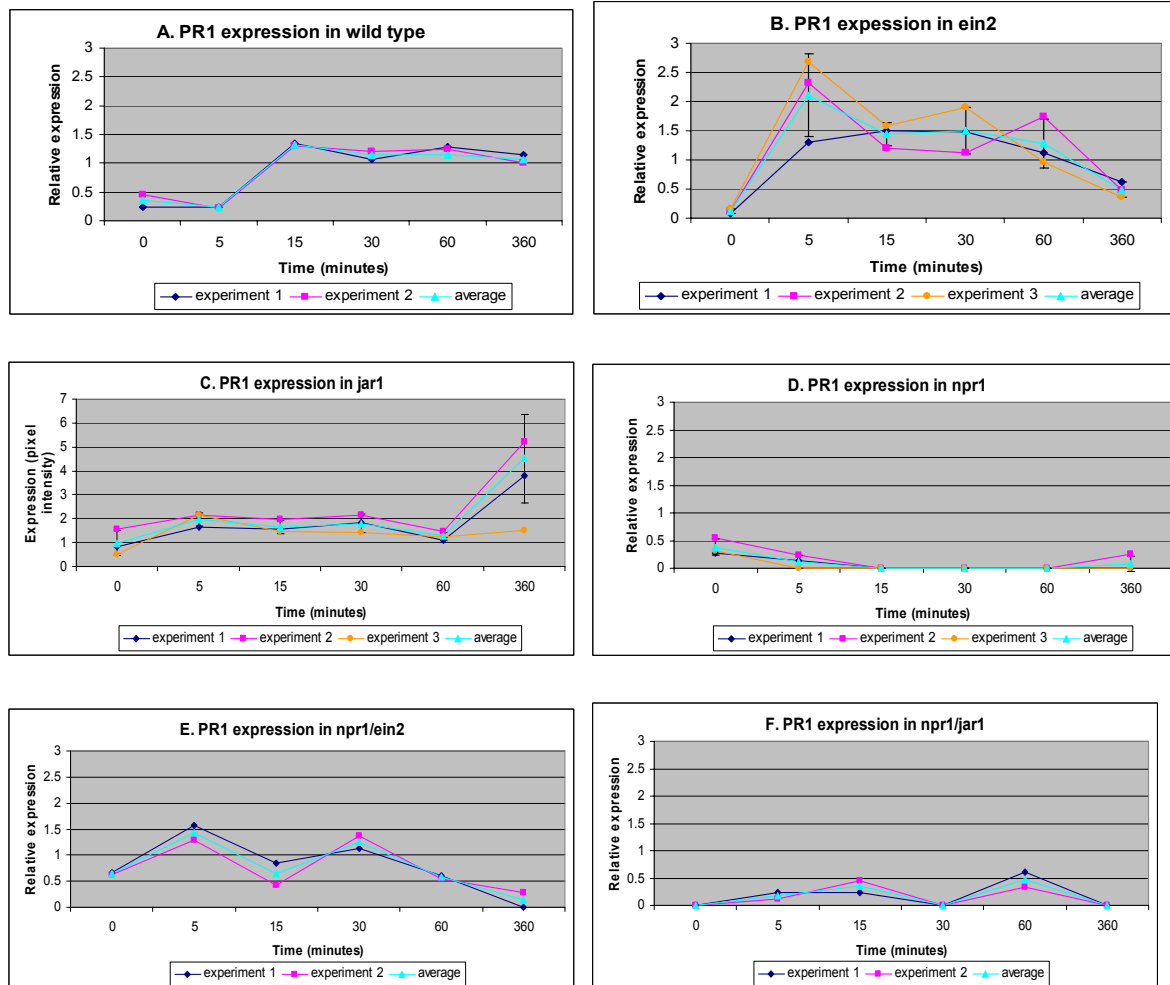 A. PR1 expression in wild type
Relative expression
3
2.5
2
1.5
1
0.5
0
0 5 15 30 60 360
Time (minutes)
experiment 1 experiment 2 average
B. PR1 expession in ein2
Relative expression
3
2.5
2
1.5
1
0.5
0
0 5 15 30 60 360
Time (minutes)
experiment 1 experiment 2 experiment 3 average
C. PR1 expression in jar1
Expression (pixel
intensity)
7
6
5
4
3
2
1
0
0 5 15 30 60 360
Time (minutes)
experiment 1 experiment 2 experiment 3 average
D. PR1 expression in npr1
Relative expression
3
2.5
2
1.5
1
0.5
0
0 5 15 30 60 360
Time (minutes)
experiment 1 experiment 2 experiment 3 average
E. PR1 expression in npr1/ein2
Relative expression
3
2.5
2
1.5
1
0.5
0
0 5 15 30 60 360
Time (minutes)
experiment 1 experiment 2 average
F. PR1 expression in npr1/jar1
Relative expression
3
2.5
2
1.5
1
0.5
0
0 5 15 30 60 360
Time (minutes)
experiment 1 experiment 2 average